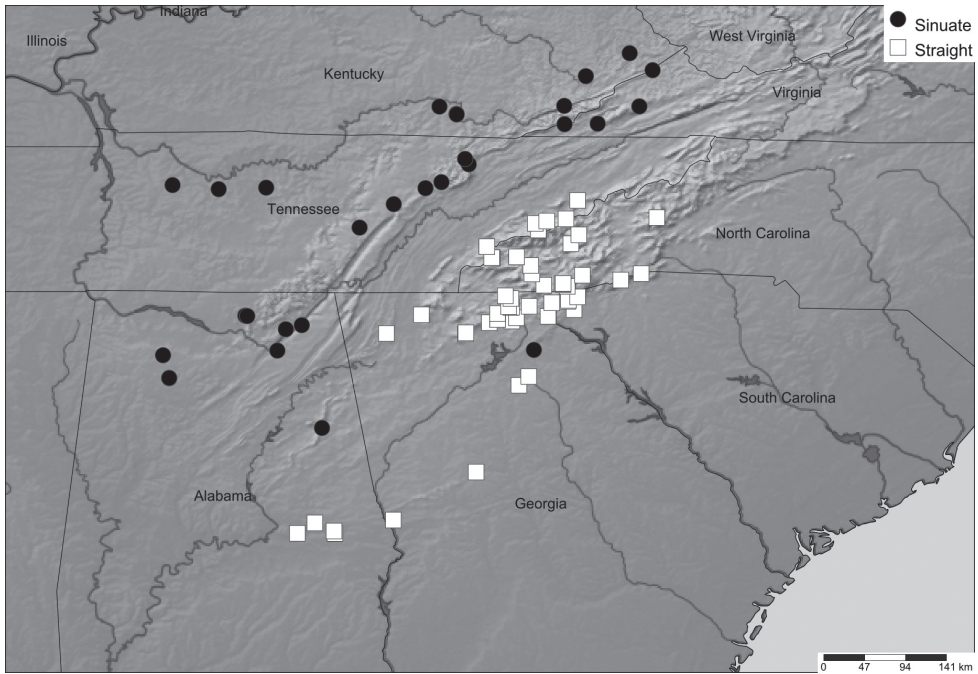 Indiana
Illinois
West Virginia
Sinuate
Straight
Kentucky
Virginia
Tennessee
North Carolina
South Carolina
Alabama
Georgia
0 47 94 141 km